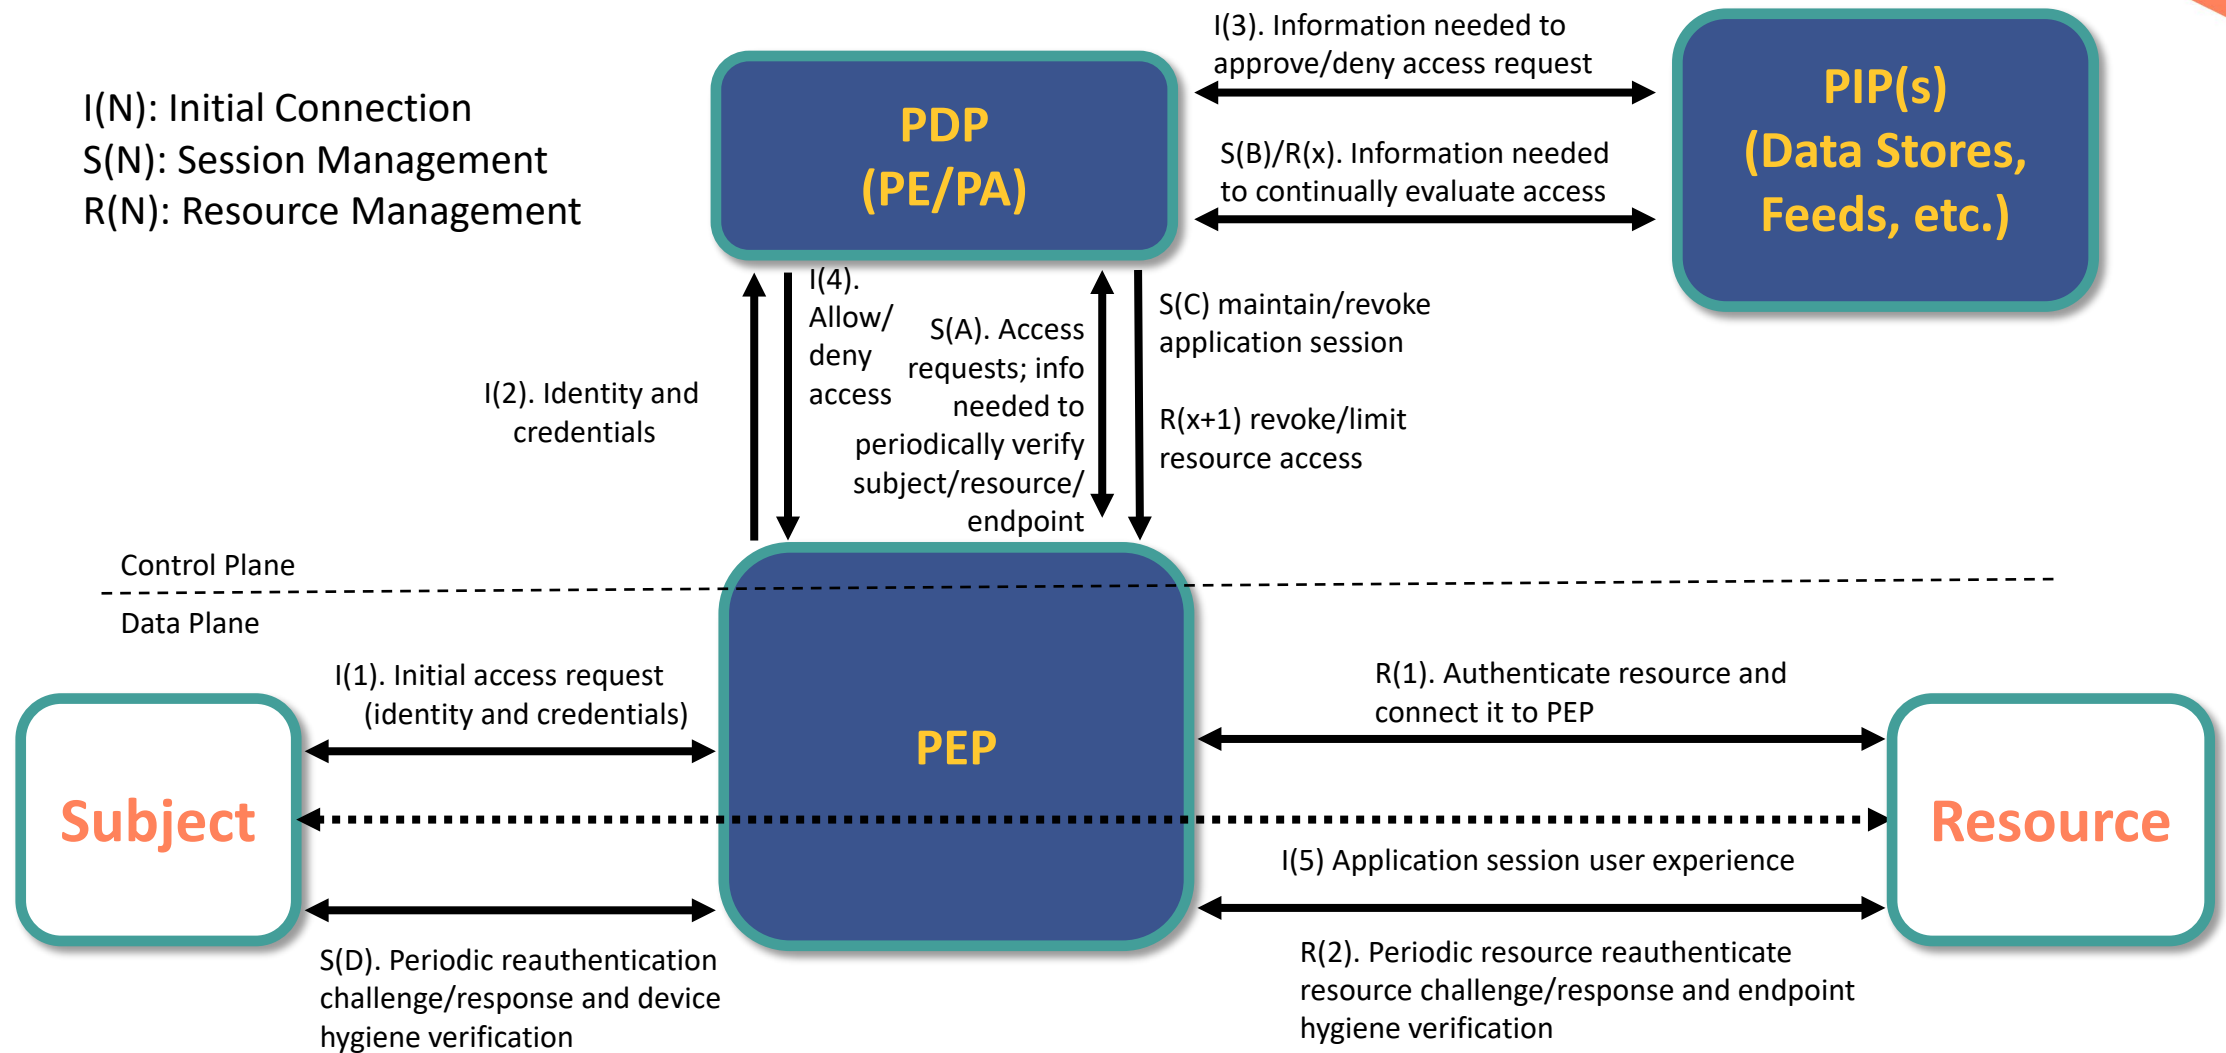 I(N): Initial Connection
S(N): Session Management
R(N): Resource Management
PDP
(PE/PA)
I(3). Information needed to
approve/deny access request
S(B)/R(x). Information needed
to continually evaluate access
PIP(s)
(Data Stores,
Feeds, etc.)
I(2). Identity and
credentials
I(4).
Allow/
deny
access
S(A). Access
requests; info
needed to
periodically verify
subject/resource/
endpoint
S(C) maintain/revoke
application session
R(x+1) revoke/limit
resource access
Control Plane
Data Plane
I(1). Initial access request
(identity and credentials)
R(1). Authenticate resource and
connect it to PEP
Subject
PEP
Resource
I(5) Application session user experience
S(D). Periodic reauthentication
challenge/response and device
hygiene verification
R(2). Periodic resource reauthenticate
resource challenge/response and endpoint
hygiene verification